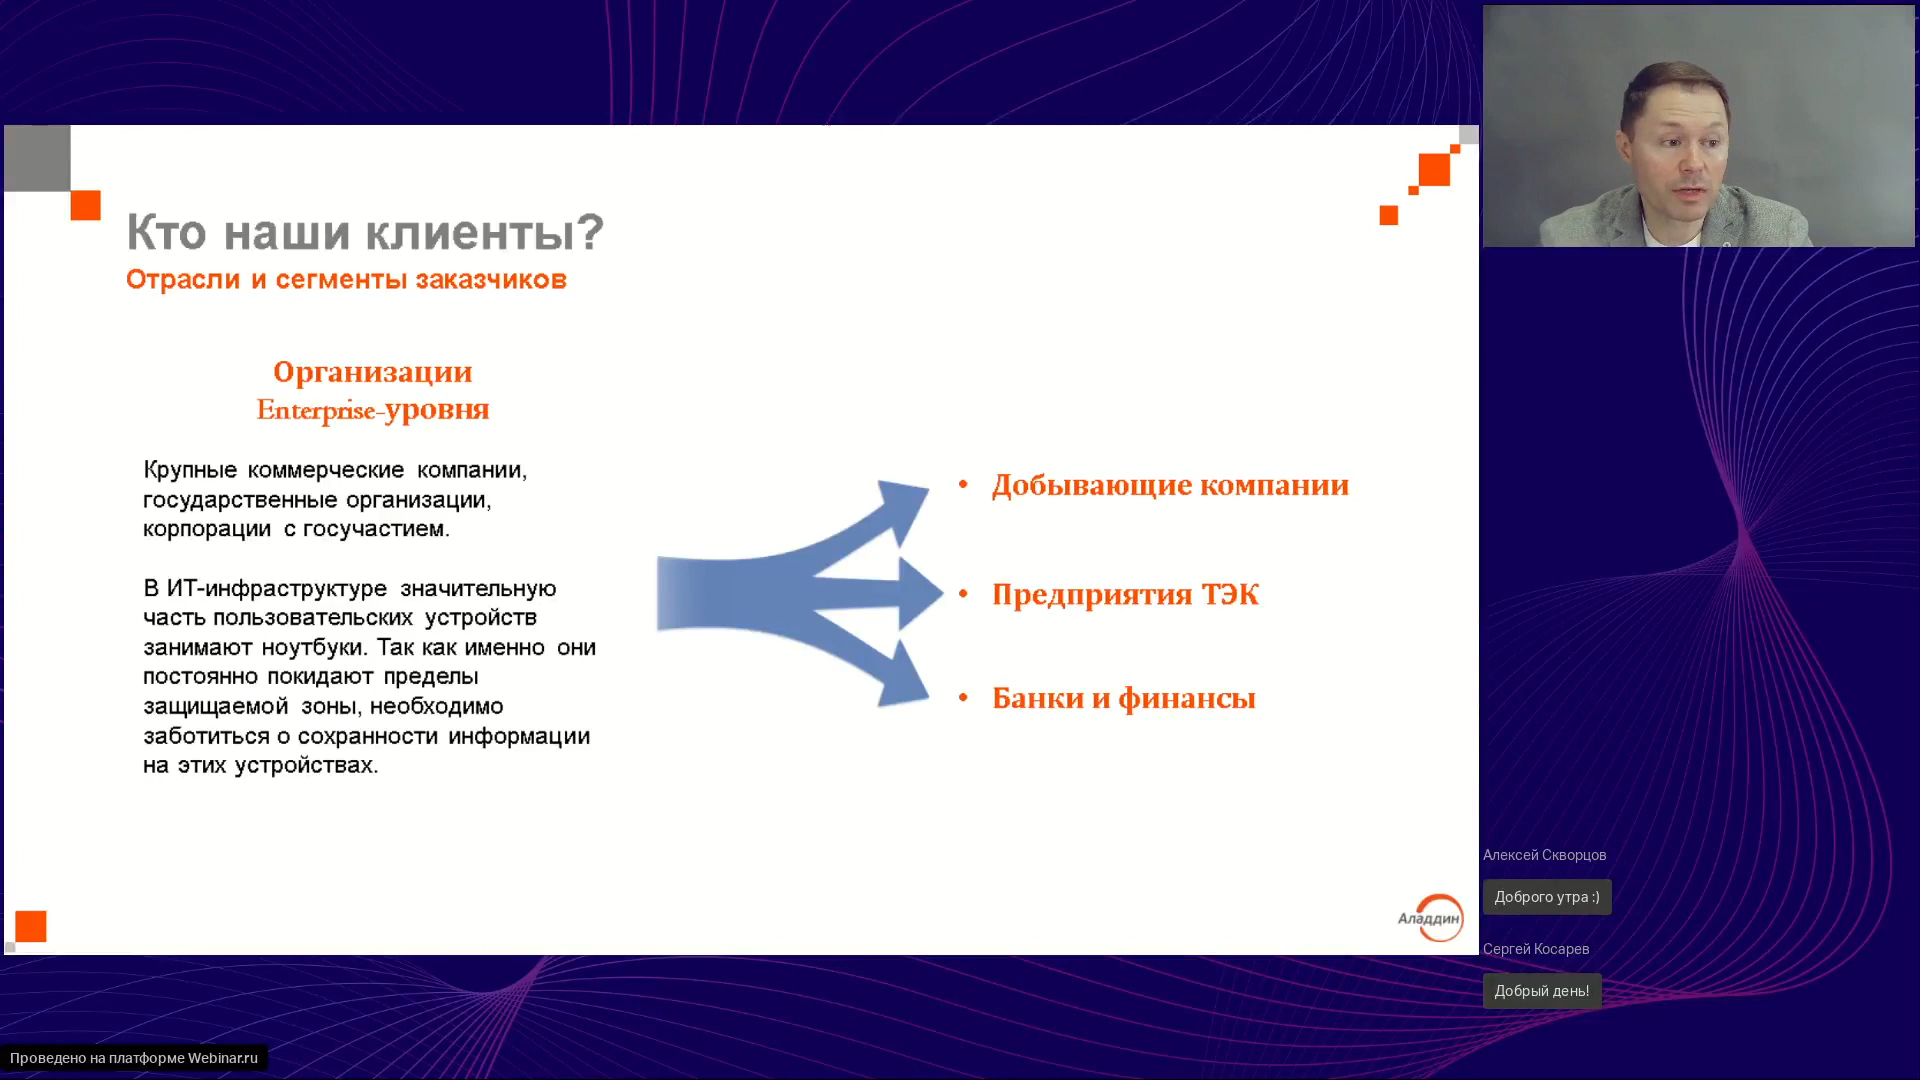 Кто наши клиенты?
Отрасли и сегменты заказчиков
Организации
Enterprise-уровня
Крупные коммерческие компании,
государственные организации,
корпорации с госучастием.
В ИТ-инфраструктуре значительную
часть пользовательских устройств
занимают ноутбуки. Так как именно они
постоянно покидают пределы
защищаемой зоны, необходимо
заботиться о сохранности информации
на этих устройствах.
• Добывающие компании
• Предприятия ТЭК
• Банки и финансы
Аладдин
Алексей Скворцов
Доброго утра :)
Сергей Косарев
Добрый день!
Проведено на платформе Webinar.ru